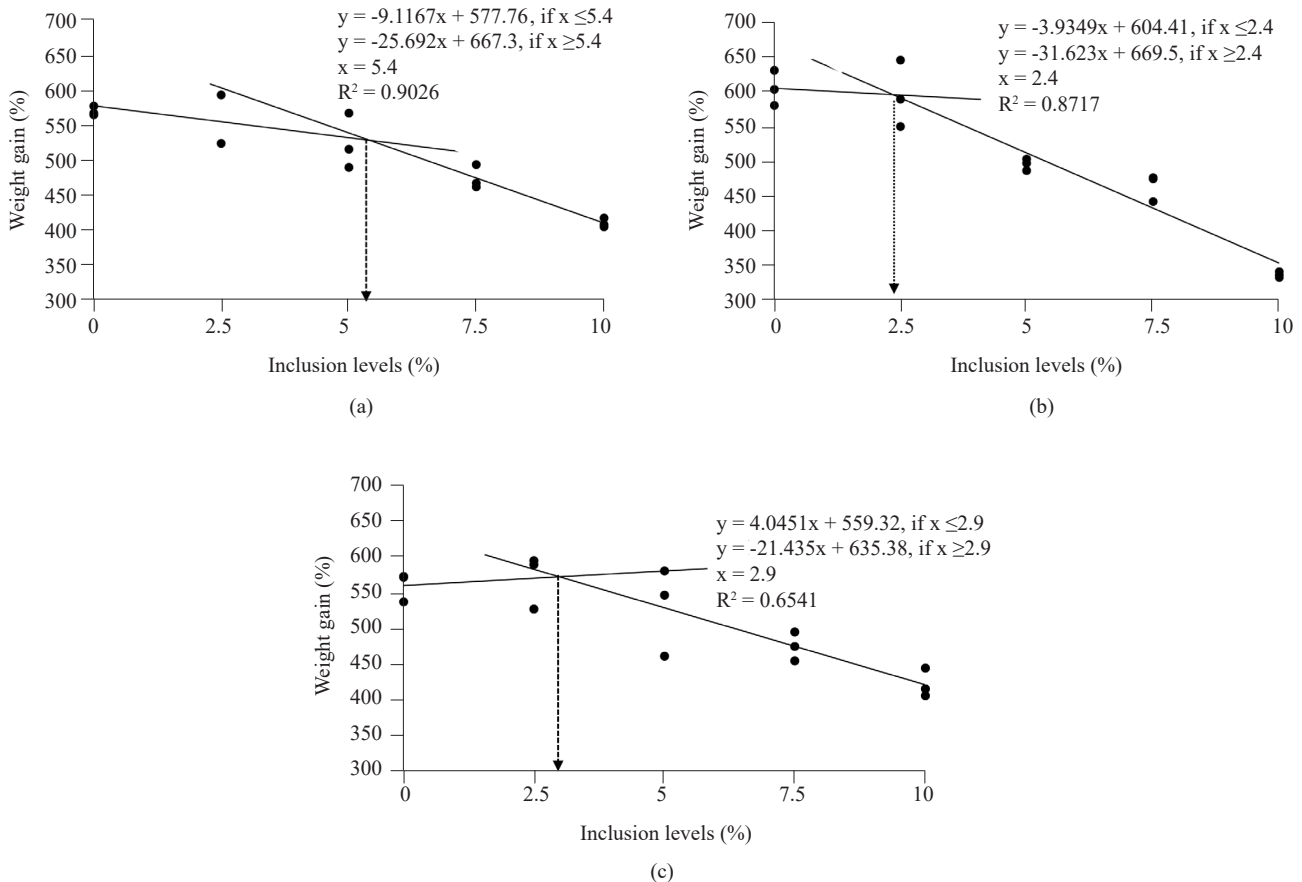 y = -9.1167x + 577.76, if x ≤5.4
y = -25.692x + 667.3, if x ≥5.4
x = 5.4
R² = 0.9026
Weight gain (%)
700
650
600
550
500
450
400
350
300
0 2.5 5 7.5 10
Inclusion levels (%)
(a)
y = -3.9349x + 604.41, if x ≤2.4
y = -31.623x + 669.5, if x ≥2.4
x = 2.4
R² = 0.8717
Weight gain (%)
700
650
600
550
500
450
400
350
300
0 2.5 5 7.5 10
Inclusion levels (%)
(b)
y = 4.0451x + 559.32, if x ≤2.9
y = -21.435x + 635.38, if x ≥2.9
x = 2.9
R² = 0.6541
Weight gain (%)
700
650
600
550
500
450
400
350
300
0 2.5 5 7.5 10
Inclusion levels (%)
(c)